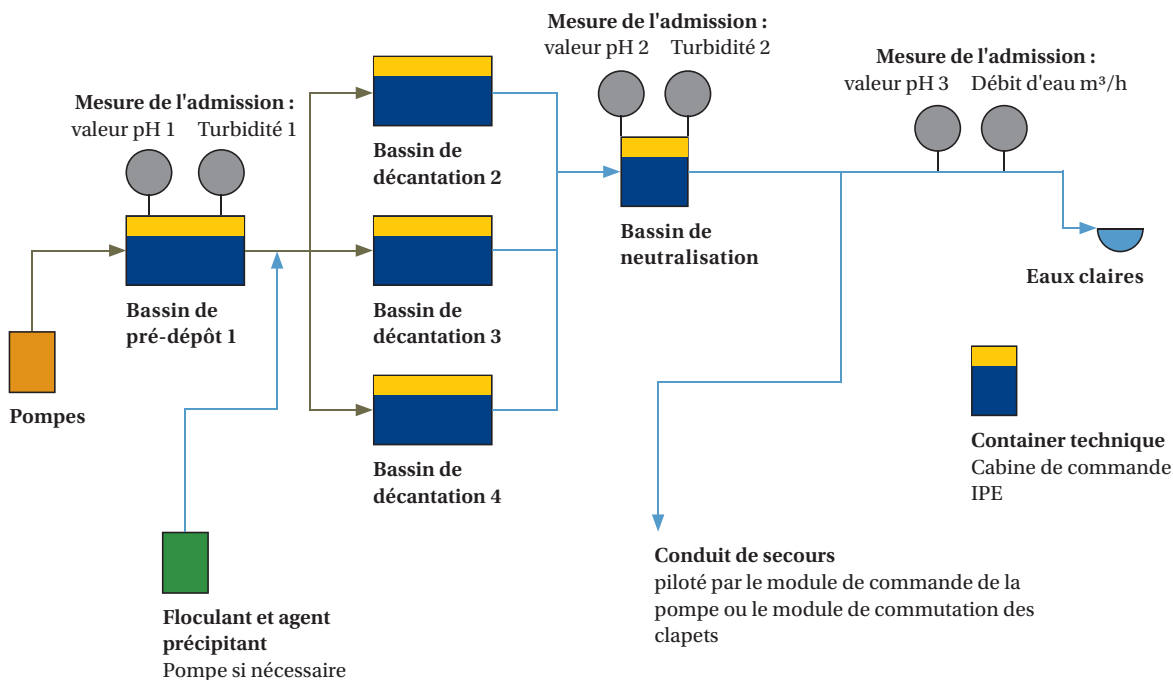 Mesure de l'admission :
valeur pH 1 Turbidité 1
Mesure de l'admission :
valeur pH 2 Turbidité 2
Mesure de l'admission :
valeur pH 3 Débit d'eau m³/h
Bassin de
décantation 2
Bassin de
neutralisation
Eaux claires
Bassin de
pré-dépôt 1
Bassin de
décantation 3
Pompes
Bassin de
décantation 4
Container technique
Cabine de commande
IPE
Conduit de secours
piloté par le module de commande de la
pompe ou le module de commutation des
clapets
Floculant et agent
précipitant
Pompe si nécessaire